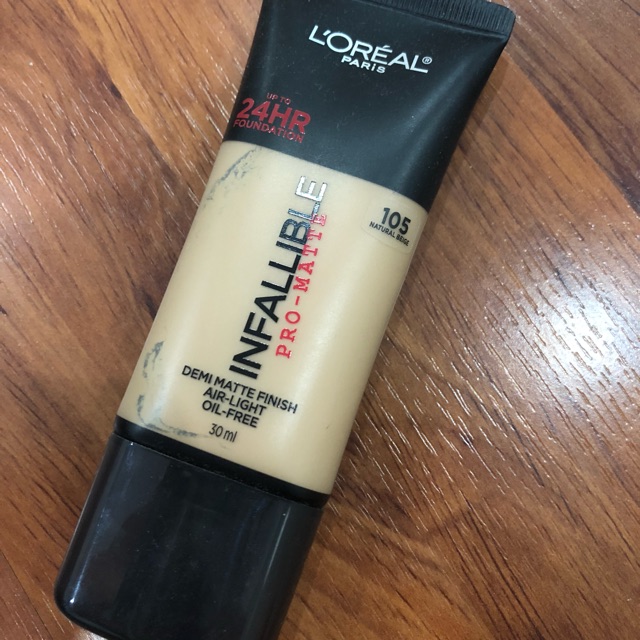 L'ORÉAL®
PARIS
UP TO
24HR
FOUNDATION
105
NATURAL BEIGE
INFALLIBLE
PRO-MATTE
DEMI MATTE FINISH
AIR-LIGHT
OIL-FREE
30 ml